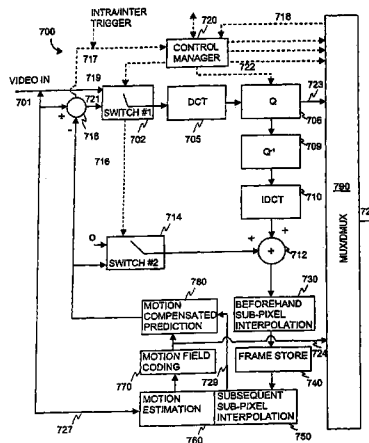 INTRA/INTER
TRIGGER
700
717
720
718
CONTROL
MANAGER
722
VIDEO IN
719
701
721
+
-
718
SWITCH #1
702
DCT
705
Q
706
723
709
Q-1
716
IDCT
710
790
MUX/DMUX
714
0
SWITCH #2
+
+
+
712
780
730
MOTION
COMPENSATED
PREDICTION
BEFOREHAND
SUB-PIXEL
INTERPOLATION
724
MOTION FIELD
CODING
770
729
FRAME STORE
740
MOTION
ESTIMATION
SUBSEQUENT
SUB-PIXEL
INTERPOLATION
727
760
750